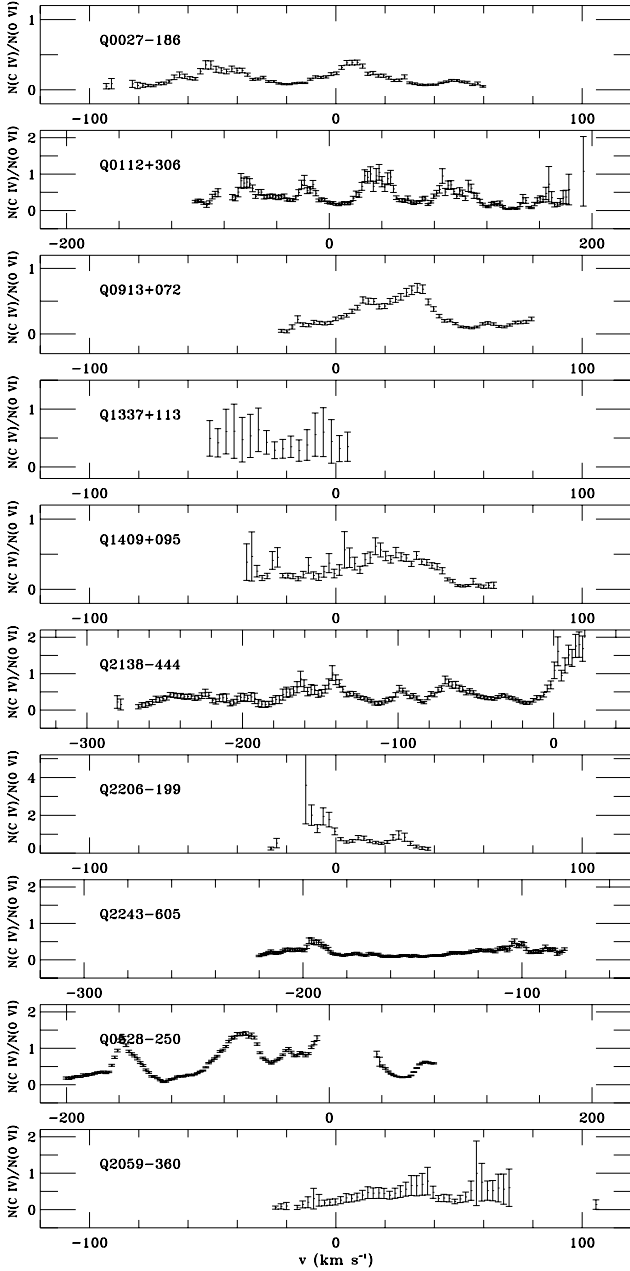 N(C IV)/N(O VI)
1
0
Q0027-186
-100
0
100
N(C IV)/N(O VI)
2
1
0
Q0112+306
-200
0
200
N(C IV)/N(O VI)
1
0
Q0913+072
-100
0
100
N(C IV)/N(O VI)
1
0
Q1337+113
-100
0
100
N(C IV)/N(O VI)
1
0
Q1409+095
-100
0
100
N(C IV)/N(O VI)
2
1
0
Q2138-444
-300
-200
-100
0
N(C IV)/N(O VI)
4
2
0
Q2206-199
-100
0
100
N(C IV)/N(O VI)
2
1
0
Q2243-605
-300
-200
-100
N(C IV)/N(O VI)
2
1
0
Q0528-250
-200
0
200
N(C IV)/N(O VI)
2
1
0
Q2059-360
-100
0
100
v (km s⁻¹)